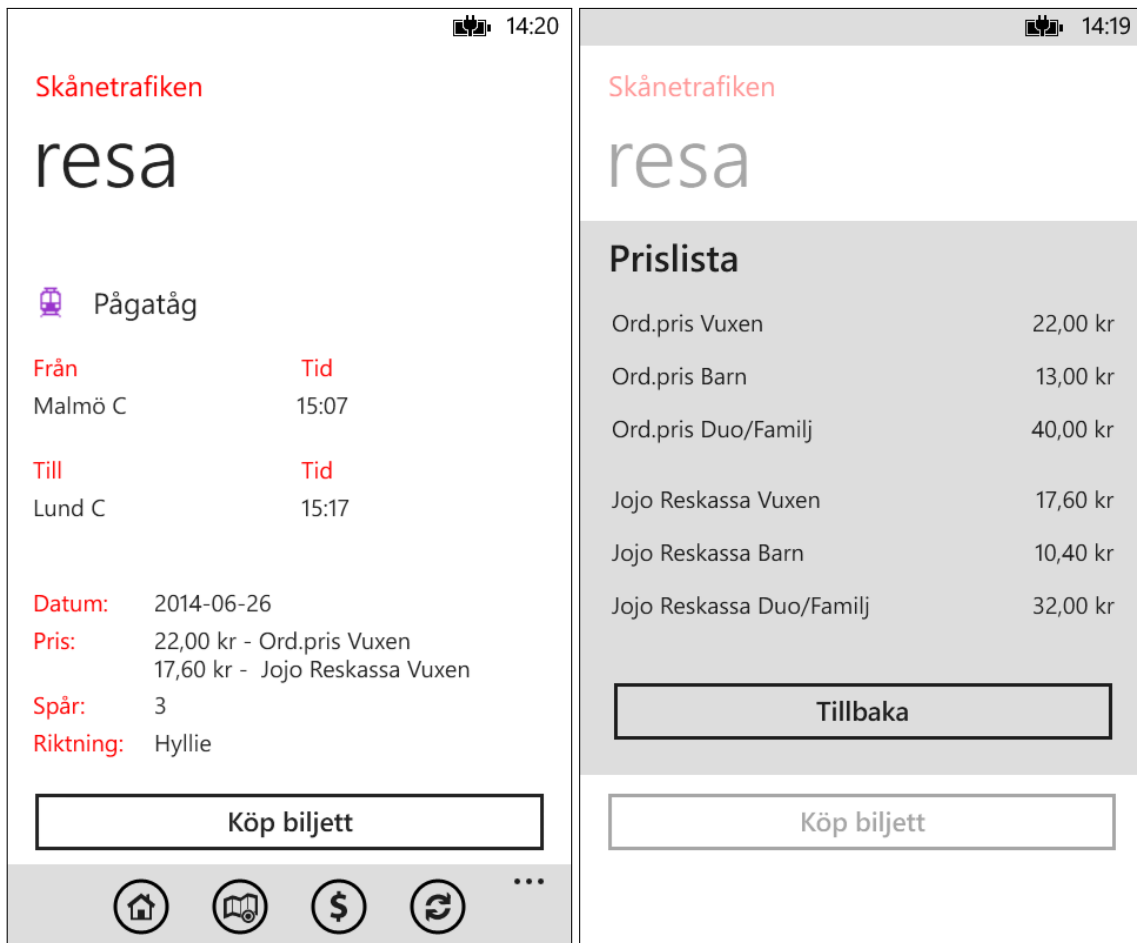 14:20
Skånetrafiken
resa
Pågatåg
Från Tid
Malmö C 15:07
Till Tid
Lund C 15:17
Datum: 2014-06-26
Pris: 22,00 kr - Ord.pris Vuxen
17,60 kr - Jojo Reskassa Vuxen
Spår: 3
Riktning: Hyllie
Köp biljett
$
14:19
Skånetrafiken
resa
Prislista
Ord.pris Vuxen 22,00 kr
Ord.pris Barn 13,00 kr
Ord.pris Duo/Familj 40,00 kr
Jojo Reskassa Vuxen 17,60 kr
Jojo Reskassa Barn 10,40 kr
Jojo Reskassa Duo/Familj 32,00 kr
Tillbaka
Köp biljett